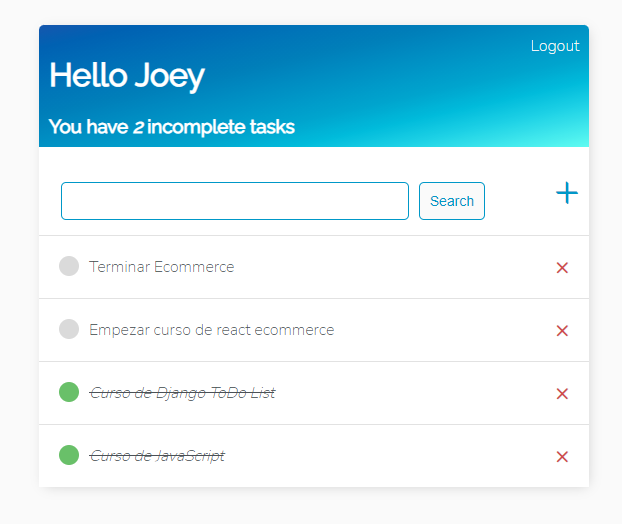 Logout
Hello Joey
You have 2 incomplete tasks
Search
Terminar Ecommerce
Empezar curso de react ecommerce
Curso de Django ToDo List
Curso de JavaScript